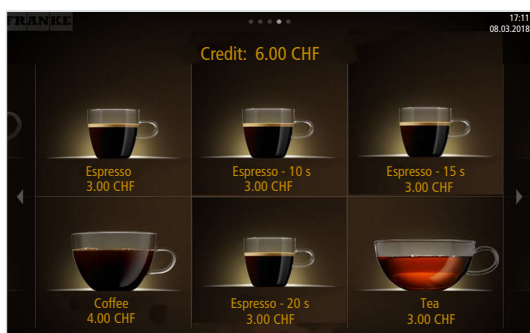 FRANKE
17:11
08.03.2018
Credit: 6.00 CHF
Espresso
3.00 CHF
Espresso - 10 s
3.00 CHF
Espresso - 15 s
3.00 CHF
Coffee
4.00 CHF
Espresso - 20 s
3.00 CHF
Tea
3.00 CHF